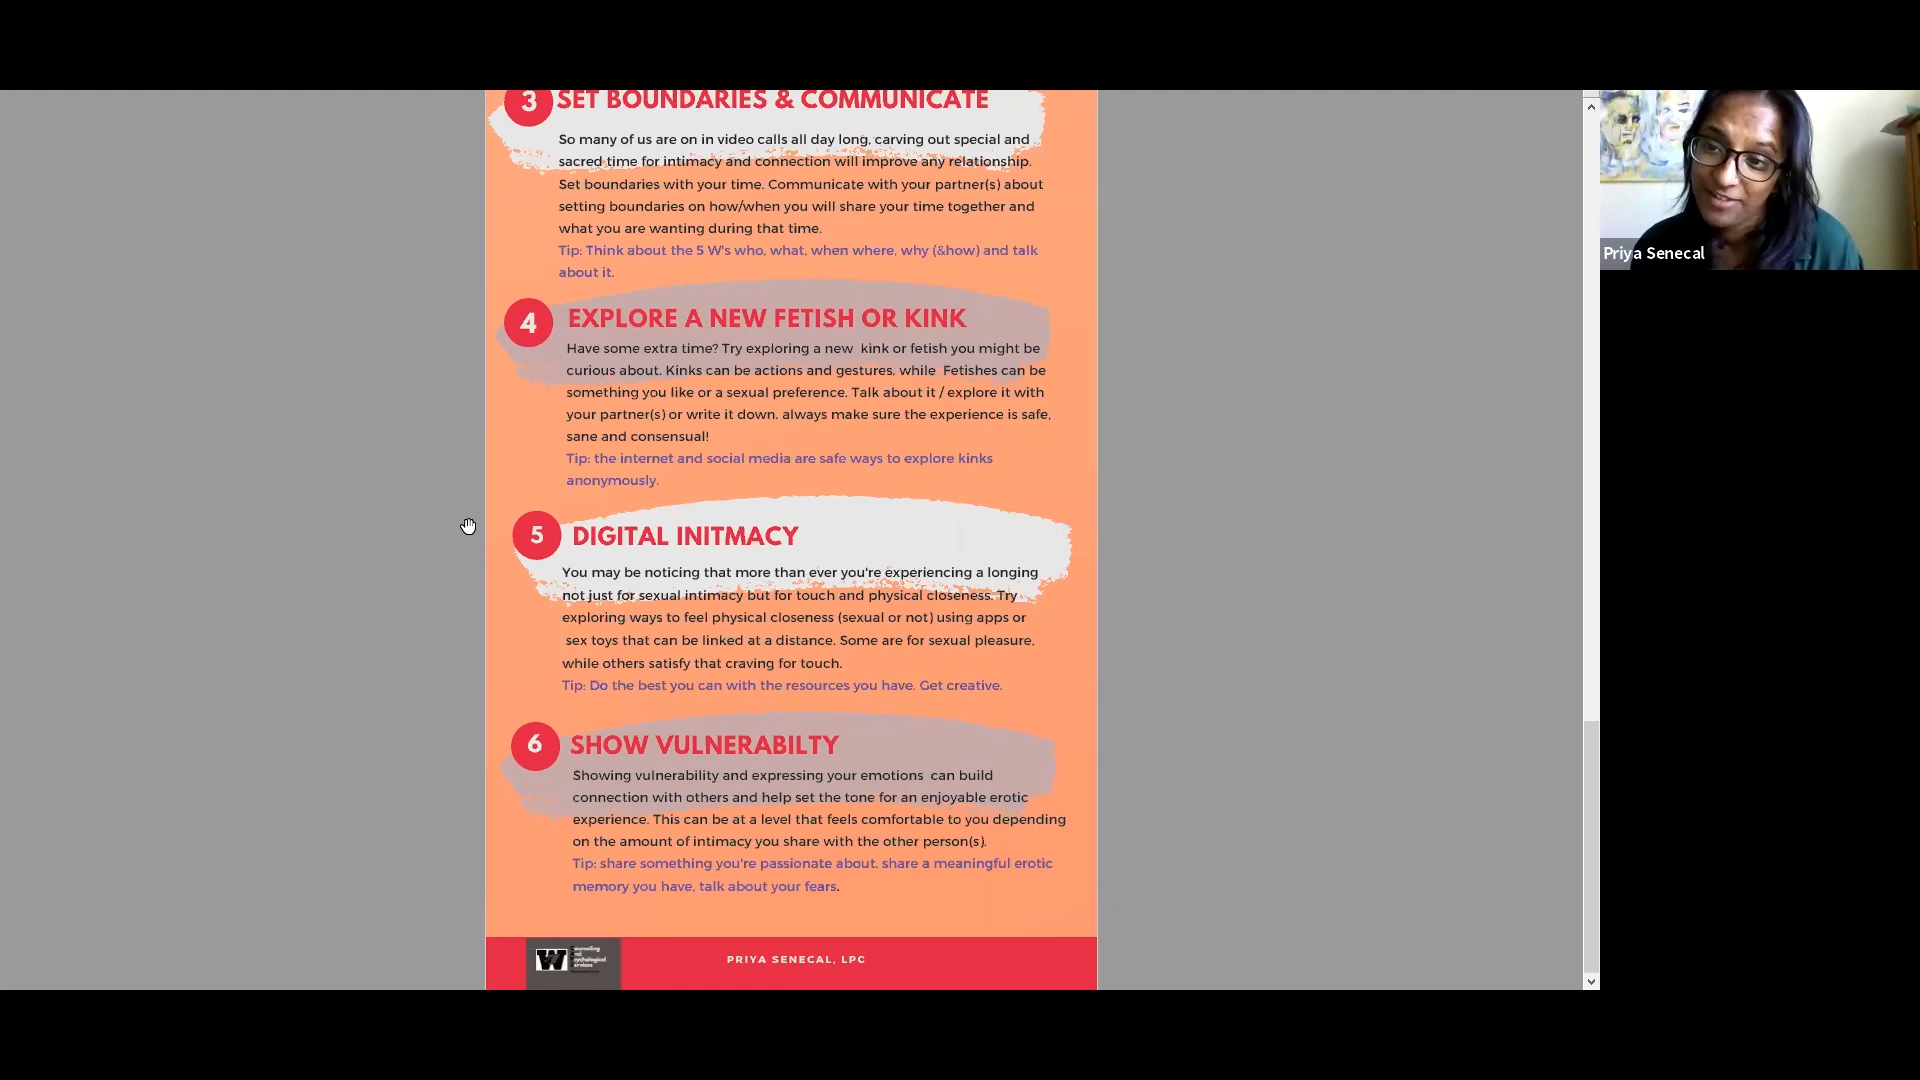 3 SET BOUNDARIES & COMMUNICATE
So many of us are on in video calls all day long, carving out special and
sacred time for intimacy and connection will improve any relationship.
Set boundaries with your time. Communicate with your partner(s) about
setting boundaries on how/when you will share your time together and
what you are wanting during that time.
Tip: Think about the 5 W's who, what, when where, why (&how) and talk
about it.
4 EXPLORE A NEW FETISH OR KINK
Have some extra time? Try exploring a new kink or fetish you might be
curious about. Kinks can be actions and gestures, while Fetishes can be
something you like or a sexual preference. Talk about it / explore it with
your partner(s) or write it down. always make sure the experience is safe,
sane and consensual!
Tip: the internet and social media are safe ways to explore kinks
anonymously.
5 DIGITAL INITMACY
You may be noticing that more than ever you're experiencing a longing
not just for sexual intimacy but for touch and physical closeness. Try
exploring ways to feel physical closeness (sexual or not) using apps or
sex toys that can be linked at a distance. Some are for sexual pleasure,
while others satisfy that craving for touch.
Tip: Do the best you can with the resources you have. Get creative.
6 SHOW VULNERABILTY
Showing vulnerability and expressing your emotions can build
connection with others and help set the tone for an enjoyable erotic
experience. This can be at a level that feels comfortable to you depending
on the amount of intimacy you share with the other person(s).
Tip: share something you're passionate about. share a meaningful erotic
memory you have, talk about your fears.
W
PRIYA SENECAL, LPC
Priya Senecal